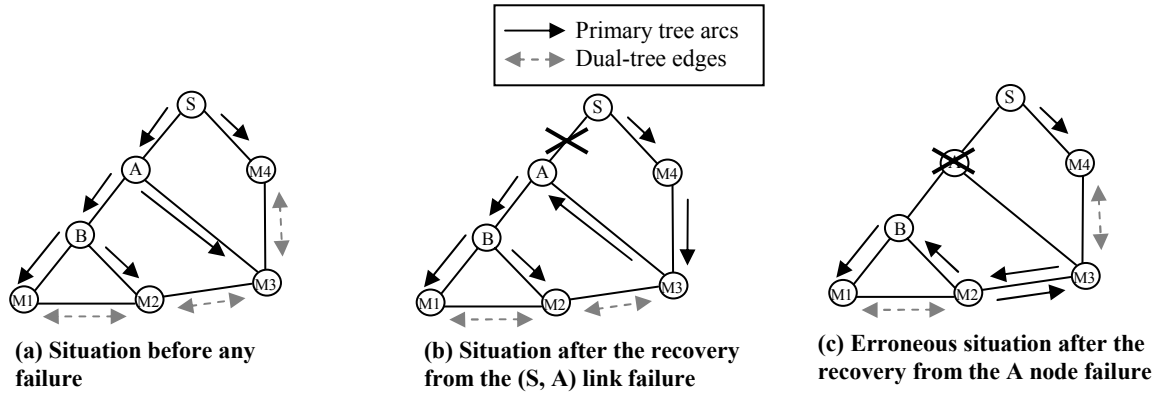 Primary tree arcs
Dual-tree edges
S
A
M4
B
M3
M1
M2
(a) Situation before any
failure
S
A
M4
B
M3
M1
M2
(b) Situation after the recovery
from the (S, A) link failure
S
A
M4
B
M3
M1
M2
(c) Erroneous situation after the
recovery from the A node failure